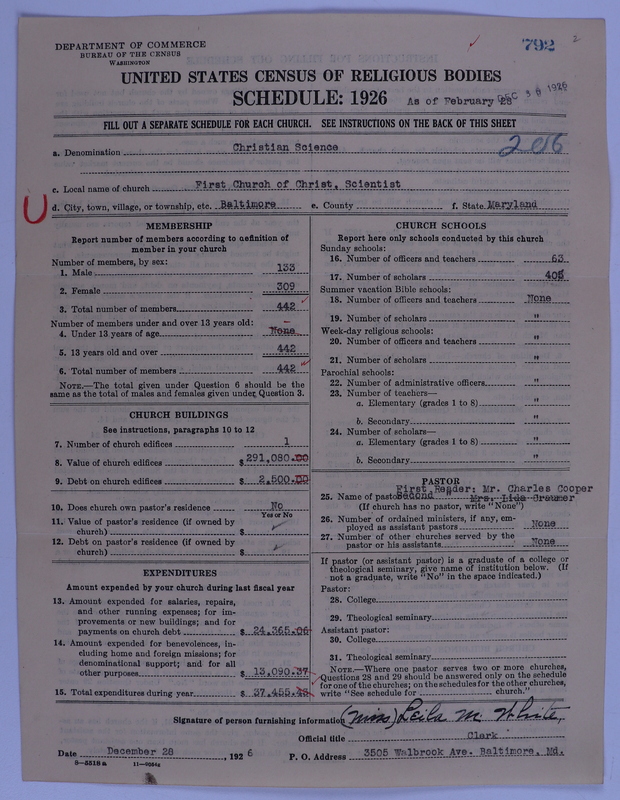 DEPARTMENT OF COMMERCE
BUREAU OF THE CENSUS
WASHINGTON
792
2
UNITED STATES CENSUS OF RELIGIOUS BODIES
SCHEDULE: 1926 As of February 28
DEC 30 1926
FILL OUT A SEPARATE SCHEDULE FOR EACH CHURCH. SEE INSTRUCTIONS ON THE BACK OF THIS SHEET
206
a. Denomination Christian Science
c. Local name of church First Church of Christ, Scientist
U
d. City, town, village, or township, etc. Baltimore e. County f. State Maryland
MEMBERSHIP
Report number of members according to definition of
member in your church
Number of members, by sex:
1. Male 133
2. Female 309
3. Total number of members 442
Number of members under and over 13 years old:
4. Under 13 years of age None
5. 13 years old and over 442
6. Total number of members 442
NOTE.—The total given under Question 6 should be the
same as the total of males and females given under Question 3.
CHURCH BUILDINGS
See instructions, paragraphs 10 to 12
7. Number of church edifices 1
8. Value of church edifices $291,080.00
9. Debt on church edifices $ 2,500.00
10. Does church own pastor's residence No
Yes or No
11. Value of pastor's residence (if owned by
church) $
12. Debt on pastor's residence (if owned by
church) $
EXPENDITURES
Amount expended by your church during last fiscal year
13. Amount expended for salaries, repairs,
and other running expenses; for im-
provements or new buildings; and for
payments on church debt $ 24,365.06
14. Amount expended for benevolences, in-
cluding home and foreign missions; for
denominational support; and for all
other purposes $ 13,090.37
15. Total expenditures during year $ 37,455.43
CHURCH SCHOOLS
Report here only schools conducted by this church
Sunday schools:
16. Number of officers and teachers 63
17. Number of scholars 405
Summer vacation Bible schools:
18. Number of officers and teachers None
19. Number of scholars "
Week-day religious schools:
20. Number of officers and teachers "
21. Number of scholars "
Parochial schools:
22. Number of administrative officers "
23. Number of teachers—
a. Elementary (grades 1 to 8) "
b. Secondary "
24. Number of scholars—
a. Elementary (grades 1 to 8) "
b. Secondary "
PASTOR
First Reader: Mr. Charles Cooper
25. Name of pastor Second Mrs. Lida Graumer
(If church has no pastor, write "None")
26. Number of ordained ministers, if any, em-
ployed as assistant pastors None
27. Number of other churches served by the
pastor or his assistants None
If pastor (or assistant pastor) is a graduate of a college or
theological seminary, give name of institution below. (If
not a graduate, write "No" in the space indicated.)
Pastor:
28. College
29. Theological seminary
Assistant pastor:
30. College
31. Theological seminary
NOTE.—Where one pastor serves two or more churches,
Questions 28 and 29 should be answered only on the schedule
for one of the churches; on the schedules for the other churches,
write "See schedule for church."
Signature of person furnishing information (Miss) Leila M. White,
Official title Clerk
Date December 28, 1926 P. O. Address 3505 Walbrook Ave. Baltimore, Md.